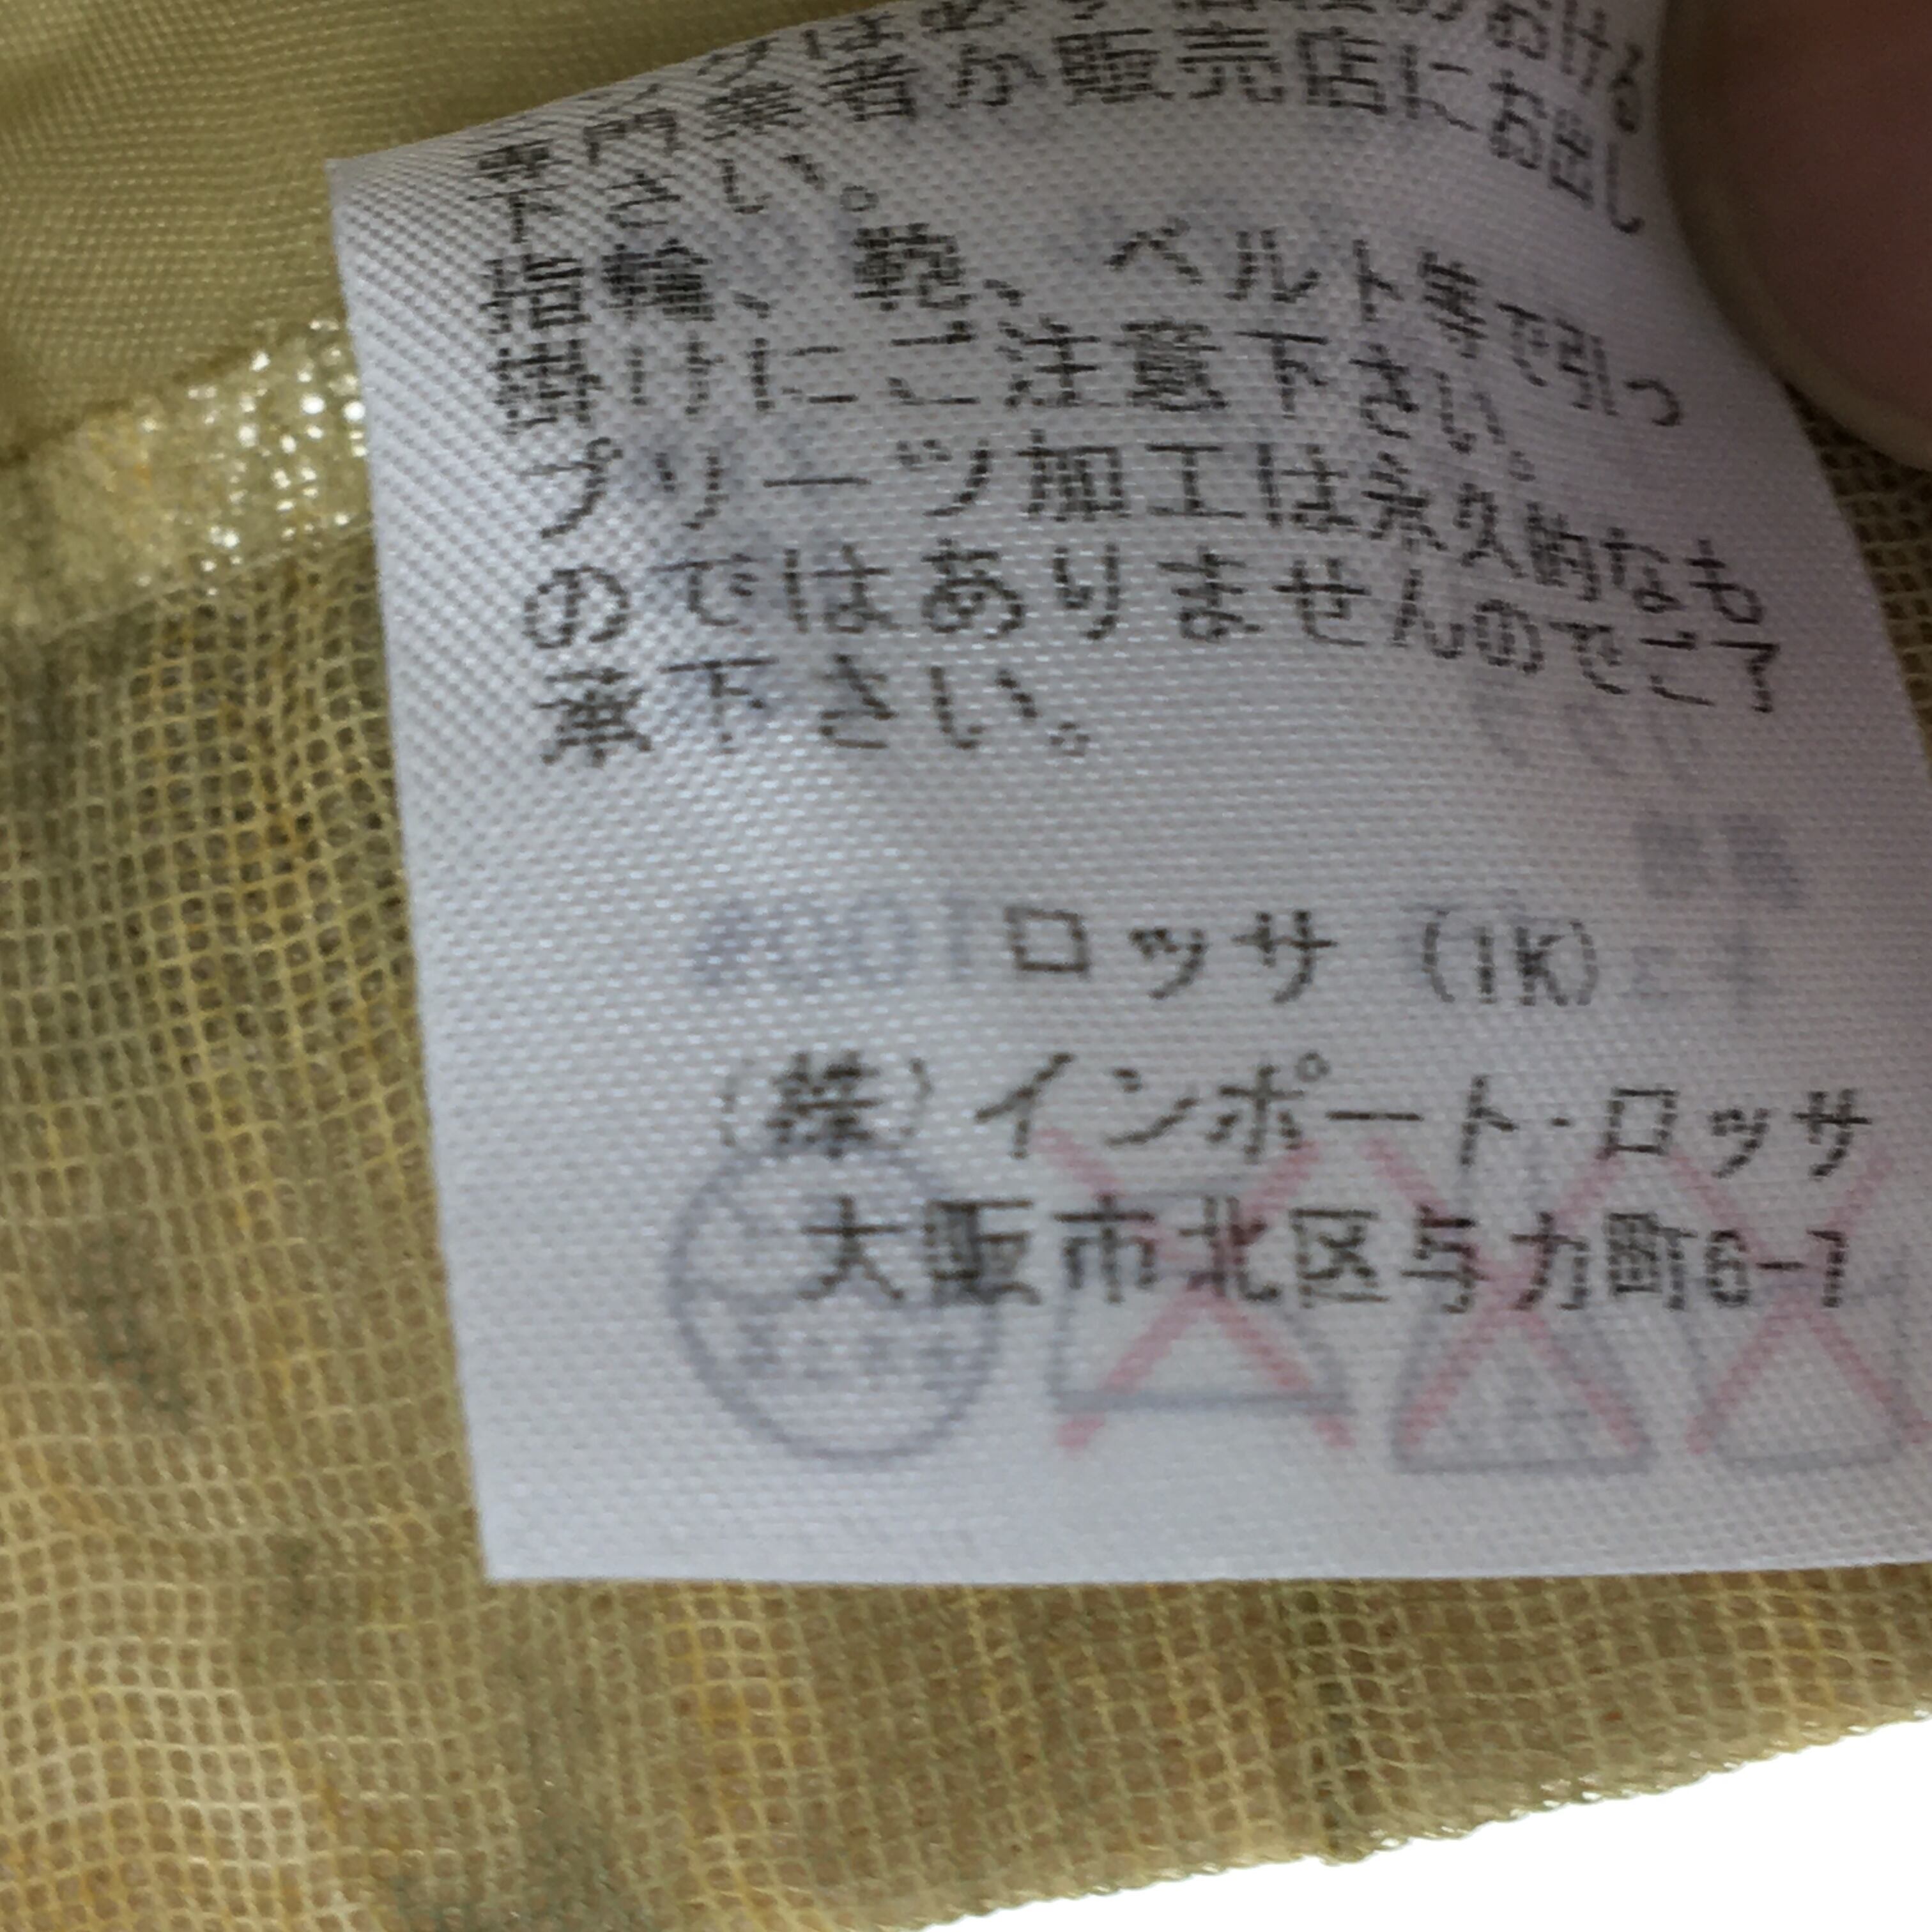 専門業者か販売店にお出し
下さい。
指輪、鞄、ベルト等で引っ
掛けにご注意下さい。
プリーツ加工は永久的なも
のではありませんのでご了
承下さい。
ロッサ (1K)
(株)インポート・ロッサ
大阪市北区与力町6-7